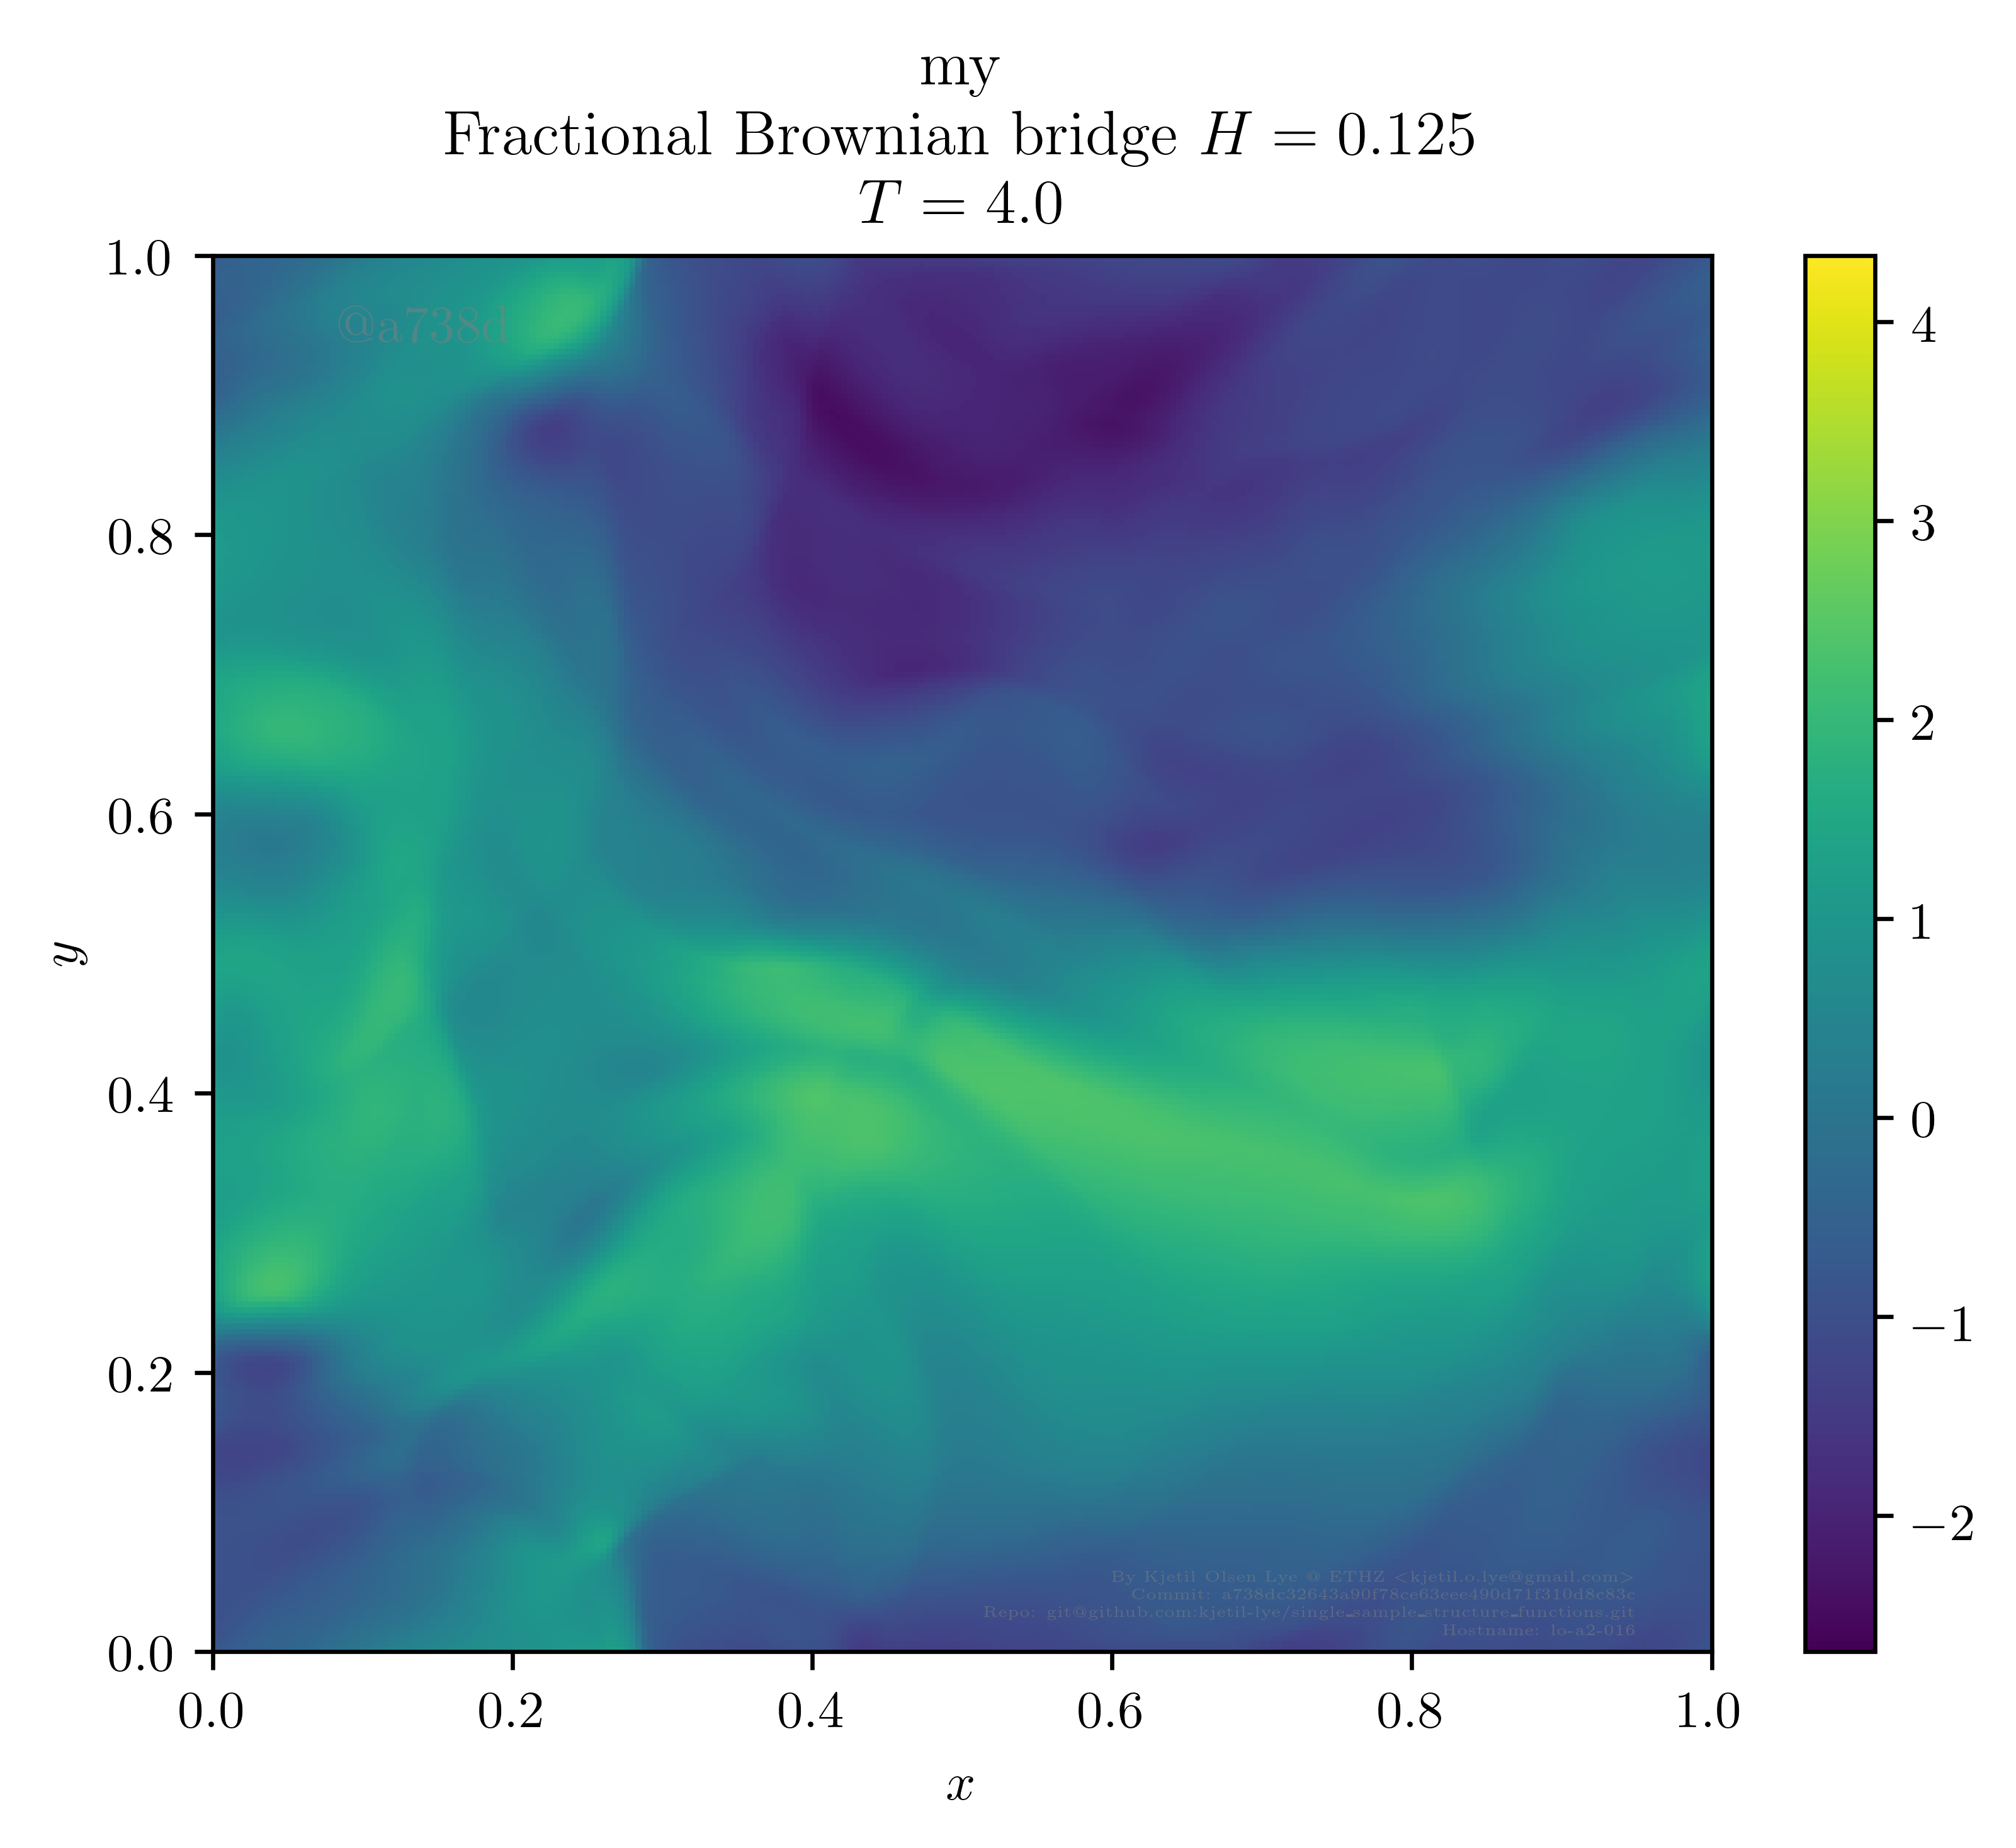 my
Fractional Brownian bridge H = 0.125
T = 4.0
1.0
0.8
0.6
0.4
0.2
0.0
y
@a738d
By Kjetil Olsen Lye @ ETHZ <kjetil.o.lye@gmail.com>
Commit: a738dc32643a90f78ce63eee490d71f310d8c83c
Repo: git@github.com:kjetil-lye/single_sample_structure_functions.git
Hostname: lo-a2-016
0.0 0.2 0.4 0.6 0.8 1.0
x
4
3
2
1
0
−1
−2